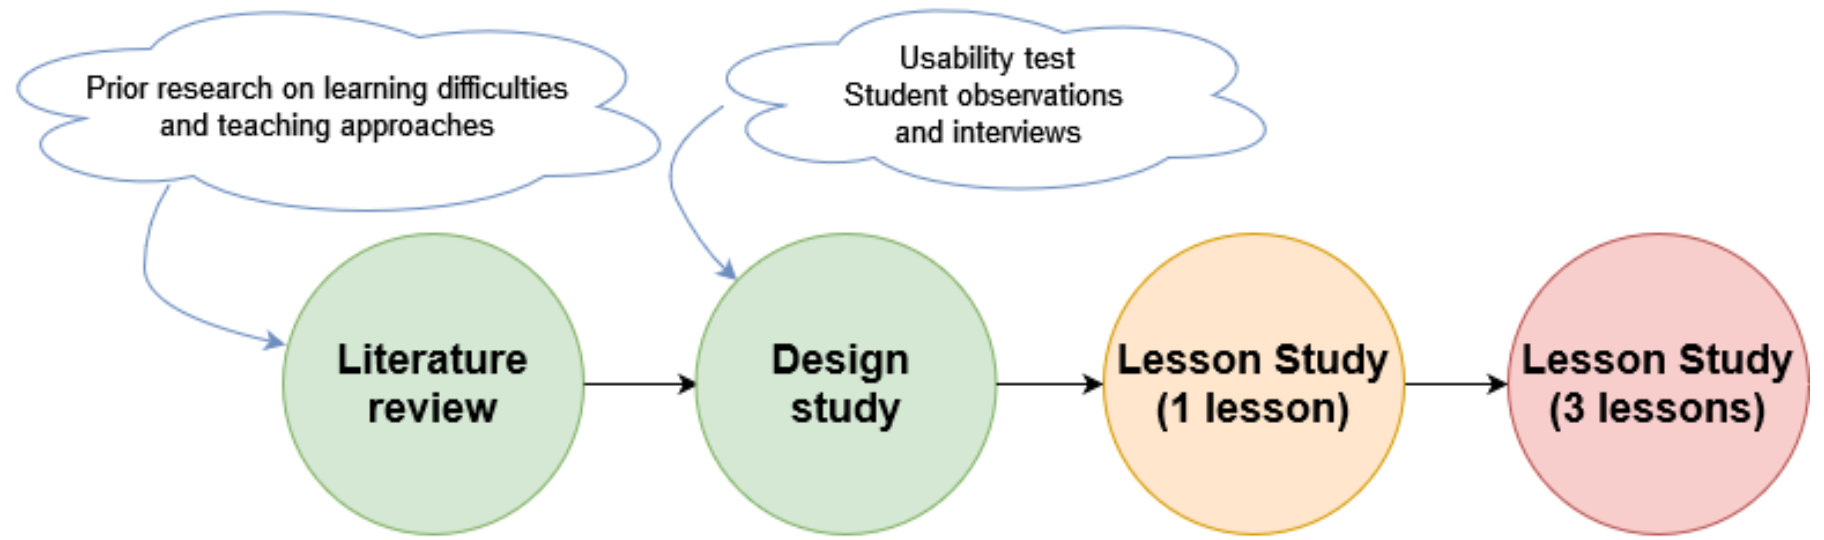 Prior research on learning difficulties
and teaching approaches
Usability test
Student observations
and interviews
Literature
review
Design
study
Lesson Study
(1 lesson)
Lesson Study
(3 lessons)